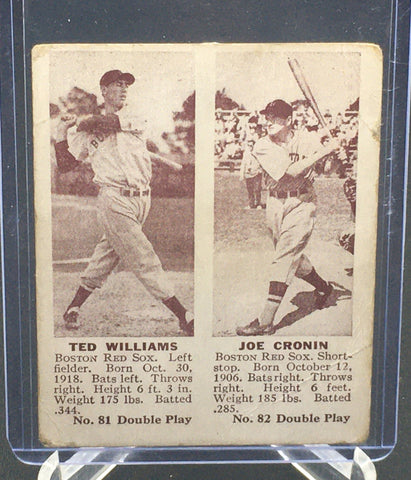 TED WILLIAMS
BOSTON RED SOX. Left
fielder. Born Oct. 30,
1918. Bats left. Throws
right. Height 6 ft. 3 in.
Weight 175 lbs. Batted
.344.
No. 81 Double Play
JOE CRONIN
BOSTON RED SOX. Short-
stop. Born October 12,
1906. Bats right. Throws
right. Height 6 feet.
Weight 185 lbs. Batted
.285.
No. 82 Double Play